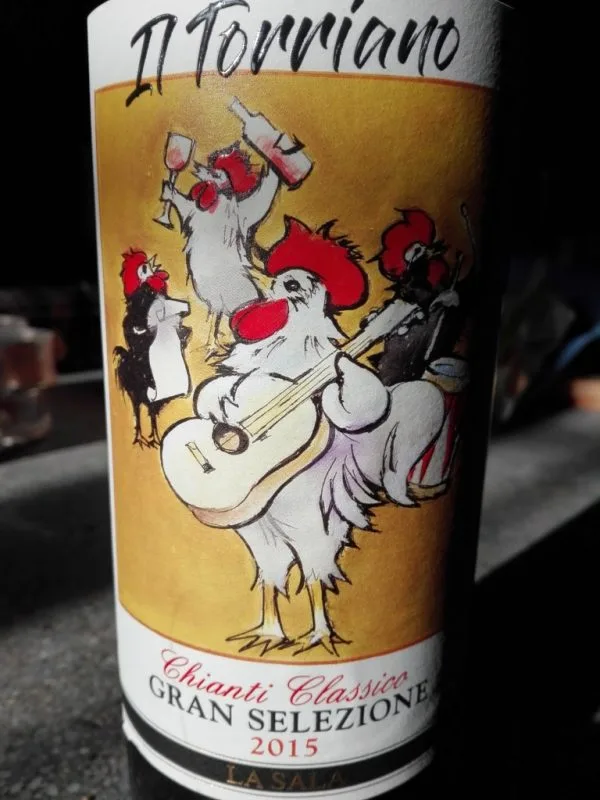 Il Torriano
Chianti Classico
GRAN SELEZIONE
2015
LA SALA